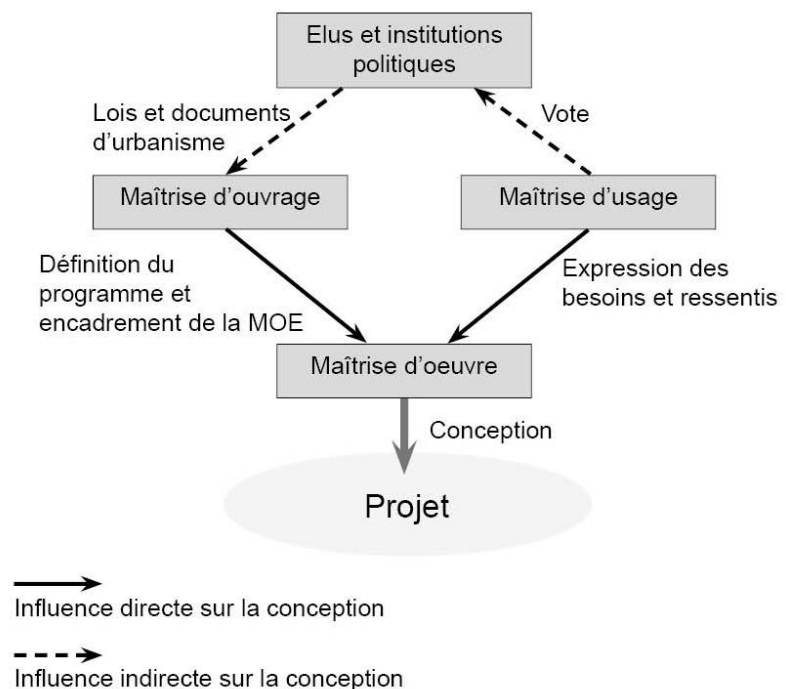 Elus et institutions
politiques
Lois et documents
d'urbanisme
Vote
Maîtrise d'ouvrage
Maîtrise d'usage
Définition du
programme et
encadrement de la MOE
Expression des
besoins et ressentis
Maîtrise d'oeuvre
Conception
Projet
Influence directe sur la conception
Influence indirecte sur la conception